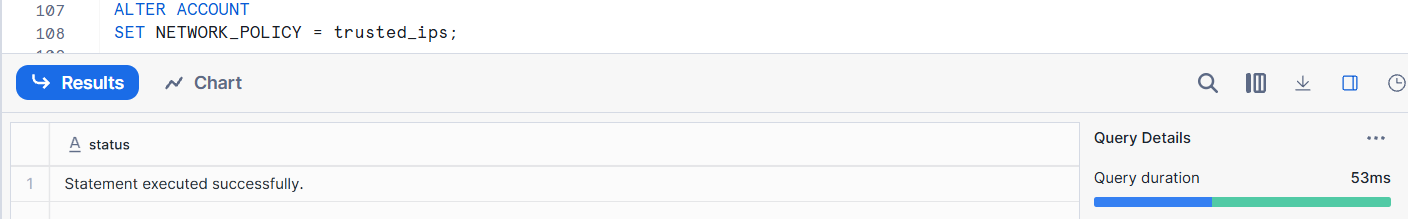 107 ALTER ACCOUNT
108 SET NETWORK_POLICY = trusted_ips;
Results Chart
A status
1 Statement executed successfully.
Query Details
Query duration 53ms